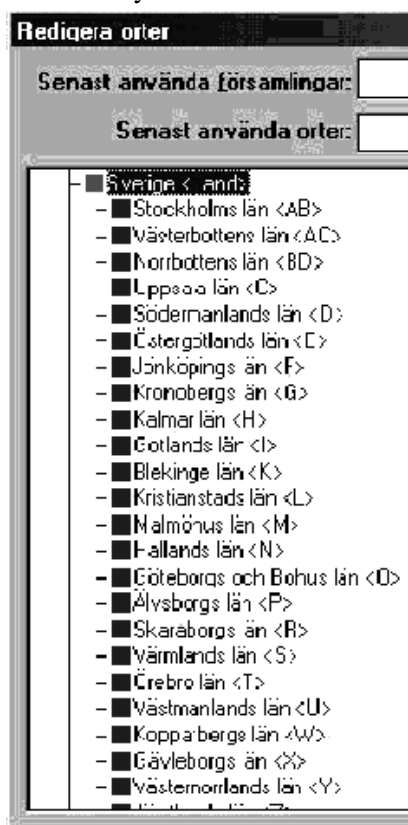 Redigera orter
Senast använda församlingar:
Senast använda orter:
Sverige < land>
Stockholms län <AB>
Västerbottens län <AC>
Norrbottens län <BD>
Uppsala län <C>
Södermanlands län <D>
Östergötlands län <E>
Jönköpings län <F>
Kronobergs län <G>
Kalmar län <H>
Gotlands län <I>
Blekinge län <K>
Kristianstads län <L>
Malmöhus län <M>
Hallands län <N>
Göteborgs och Bohus län <O>
Älvsborgs län <P>
Skaraborgs län <R>
Värmlands län <S>
Örebro län <T>
Västmanlands län <U>
Kopparbergs län <W>
Gävleborgs län <X>
Västernorrlands län <Y>